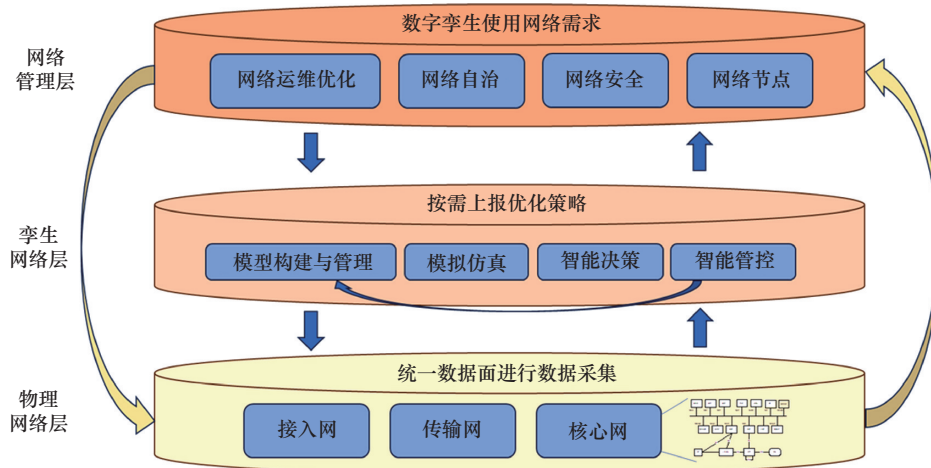 数字孪生使用网络需求
网络
管理层
网络运维优化
网络自治
网络安全
网络节点
按需上报优化策略
孪生
网络层
模型构建与管理
模拟仿真
智能决策
智能管控
统一数据面进行数据采集
物理
网络层
接入网
传输网
核心网